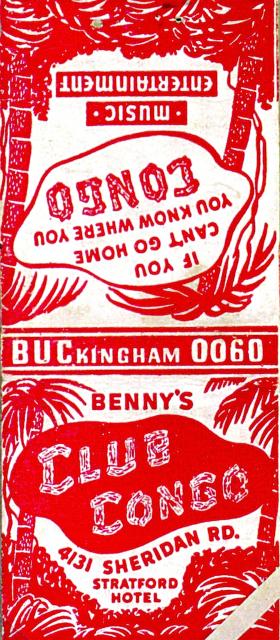 IF YOU
CAN'T GO HOME
YOU KNOW WHERE YOU
CONGO
• MUSIC •
ENTERTAINMENT
BUCKINGHAM 0060
BENNY'S
CLUB
CONGO
4131 SHERIDAN RD.
STRATFORD
HOTEL